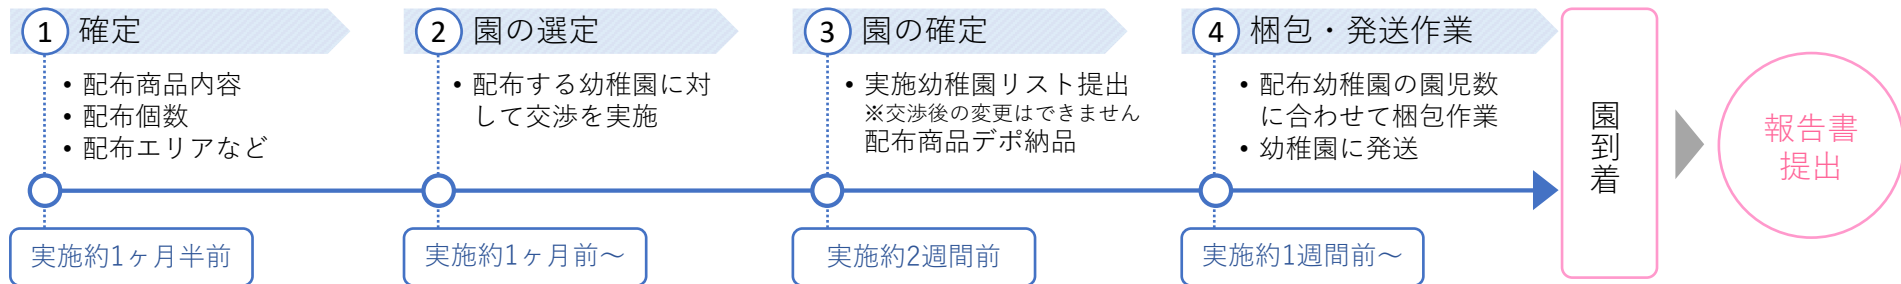 1 確定
• 配布商品内容
• 配布個数
• 配布エリアなど
実施約1ヶ月半前
2 園の選定
• 配布する幼稚園に対
して交渉を実施
実施約1ヶ月前～
3 園の確定
• 実施幼稚園リスト提出
※交渉後の変更はできません
配布商品デポ納品
実施約2週間前
4 梱包・発送作業
• 配布幼稚園の園児数
に合わせて梱包作業
• 幼稚園に発送
実施約1週間前～
園到着
報告書
提出